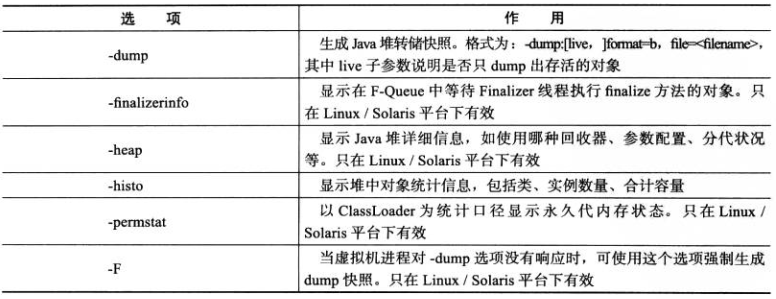 选 项 作 用
-dump 生成 Java 堆转储快照。格式为：-dump:[live, ]format=b, file=<filename>,
其中 live 子参数说明是否只 dump 出存活的对象
-finalizerinfo 显示在 F-Queue 中等待 Finalizer 线程执行 finalize 方法的对象。只
在 Linux / Solaris 平台下有效
-heap 显示 Java 堆详细信息，如使用哪种回收器、参数配置、分代状况
等。只在 Linux / Solaris 平台下有效
-histo 显示堆中对象统计信息，包括类、实例数量、合计容量
-permstat 以 ClassLoader 为统计口径显示永久代内存状态。只在 Linux /
Solaris 平台下有效
-F 当虚拟机进程对 -dump 选项没有响应时，可使用这个选项强制生成
dump 快照。只在 Linux / Solaris 平台下有效